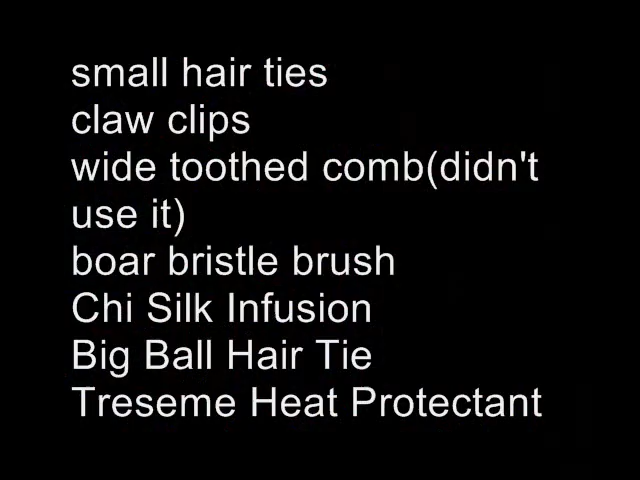 small hair ties
claw clips
wide toothed comb(didn't
use it)
boar bristle brush
Chi Silk Infusion
Big Ball Hair Tie
Treseme Heat Protectant